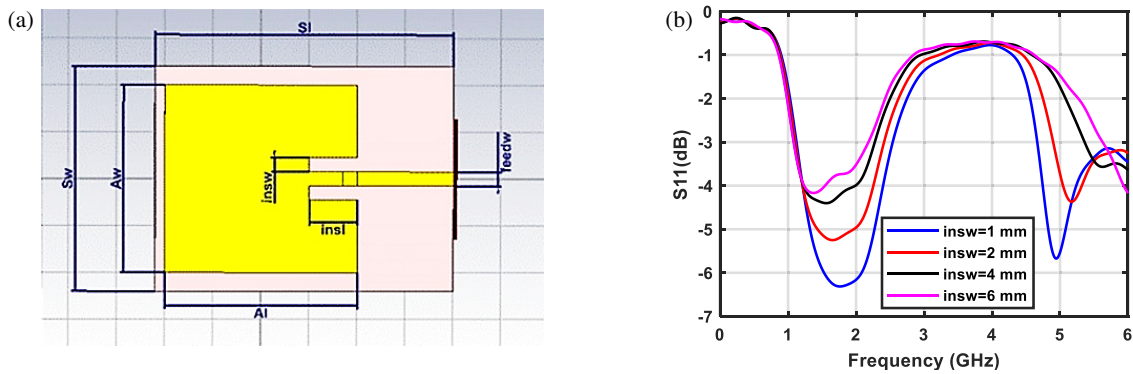 (a)
Sl
Sw
Aw
insw
feedw
insl
Al
(b)
S11(dB)
0
-1
-2
-3
-4
-5
-6
-7
insw=1 mm
insw=2 mm
insw=4 mm
insw=6 mm
0 1 2 3 4 5 6
Frequency (GHz)